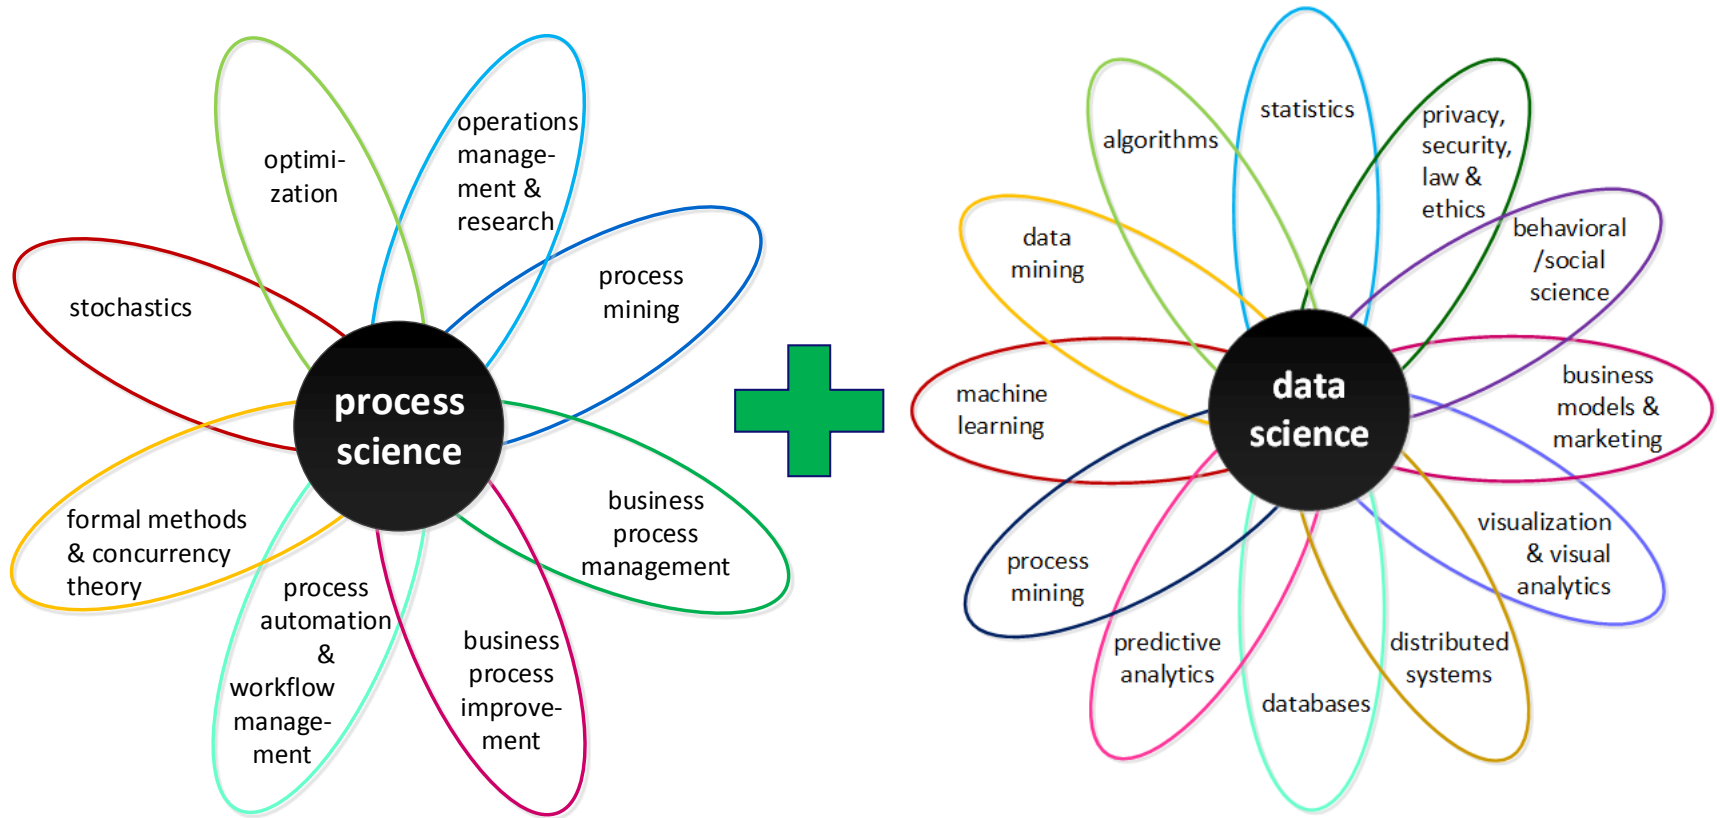 process
science
optimi-
zation
operations
manage-
ment &
research
process
mining
business
process
management
business
process
improve-
ment
process
automation
&
workflow
manage-
ment
formal methods
& concurrency
theory
stochastics
data
science
statistics
privacy,
security,
law &
ethics
behavioral
/social
science
business
models &
marketing
visualization
& visual
analytics
distributed
systems
databases
predictive
analytics
process
mining
machine
learning
data
mining
algorithms